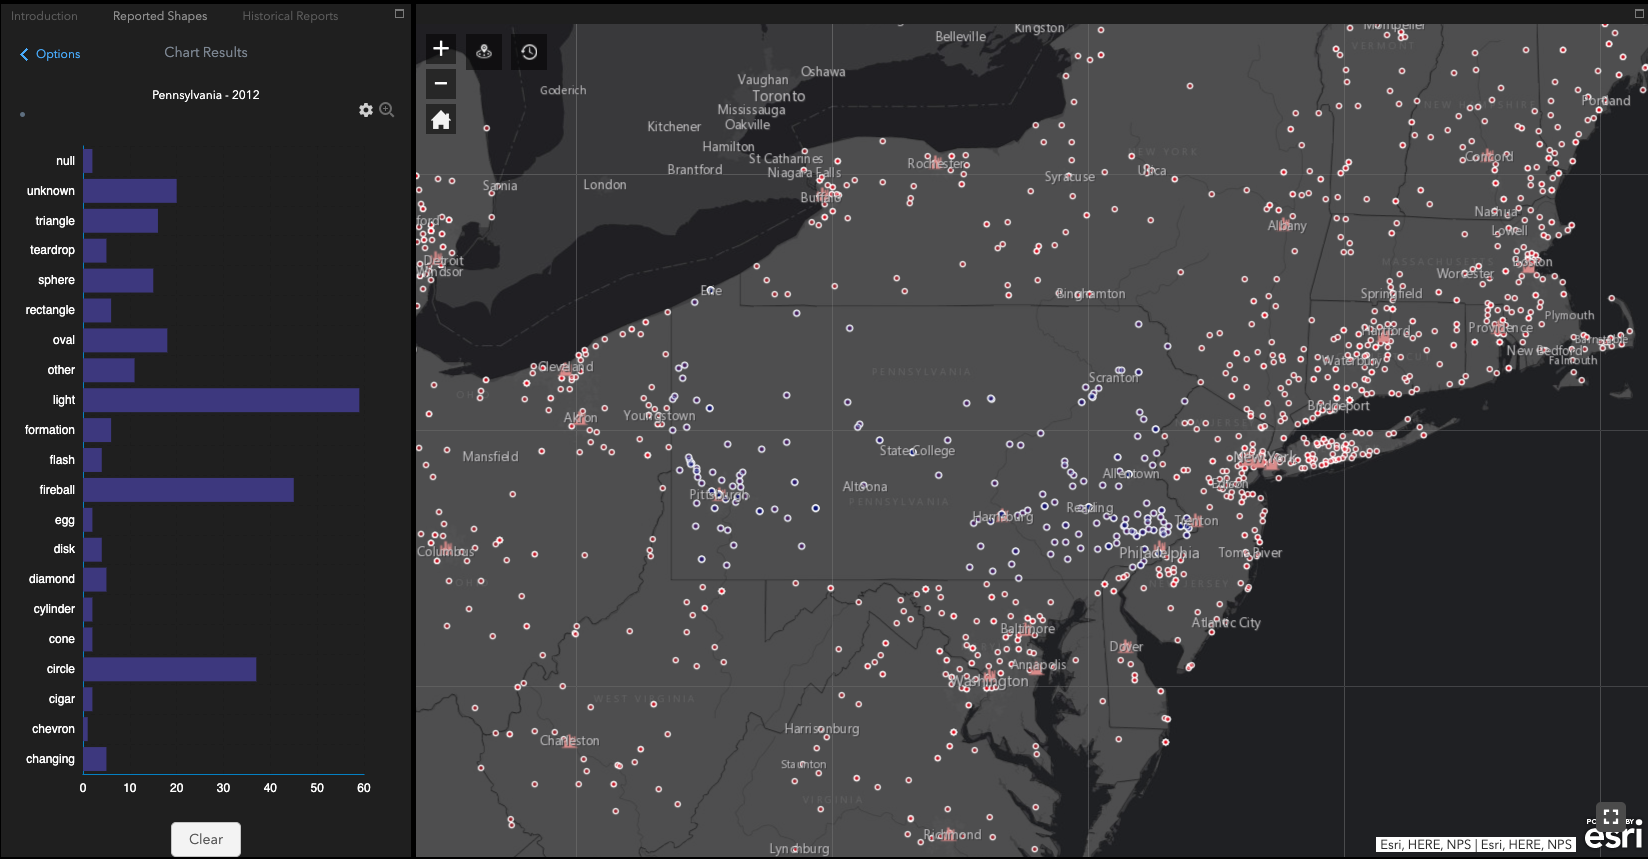 Introduction
Reported Shapes
Historical Reports
Options
Chart Results
Pennsylvania - 2012
null
unknown
triangle
teardrop
sphere
rectangle
oval
other
light
formation
flash
fireball
egg
disk
diamond
cylinder
cone
circle
cigar
chevron
changing
0 10 20 30 40 50 60
Clear
Kingston
Belleville
Montpelier
VERMONT
Oshawa
Vaughan
Toronto
Goderich
Mississauga
Oakville
NEW HAMPSHIRE
Portland
Kitchener
Hamilton
St Catharines
NEW YORK
Concord
Brantford
Niagara Falls
Rochester
Syracuse
Utica
Sarnia
London
Buffalo
Nashua
Albany
Lowell
Detroit
Windsor
MASSACHUSETTS
Boston
Worcester
Erie
Binghamton
Springfield
Plymouth
Hartford
Providence
Barnstable
New Bedford
Falmouth
Waterbury
Cleveland
PENNSYLVANIA
Scranton
OHIO
Akron
Youngstown
Bridgeport
Mansfield
State College
New York
Allentown
Edison
Altoona
Pittsburgh
PENNSYLVANIA
Reading
Harrisburg
Trenton
Columbus
Philadelphia
Toms River
NEW JERSEY
Atlantic City
Baltimore
Dover
Annapolis
Washington
WEST VIRGINIA
Harrisonburg
Charleston
Staunton
VIRGINIA
Richmond
Lynchburg
POWERED BY
esri
Esri, HERE, NPS | Esri, HERE, NPS